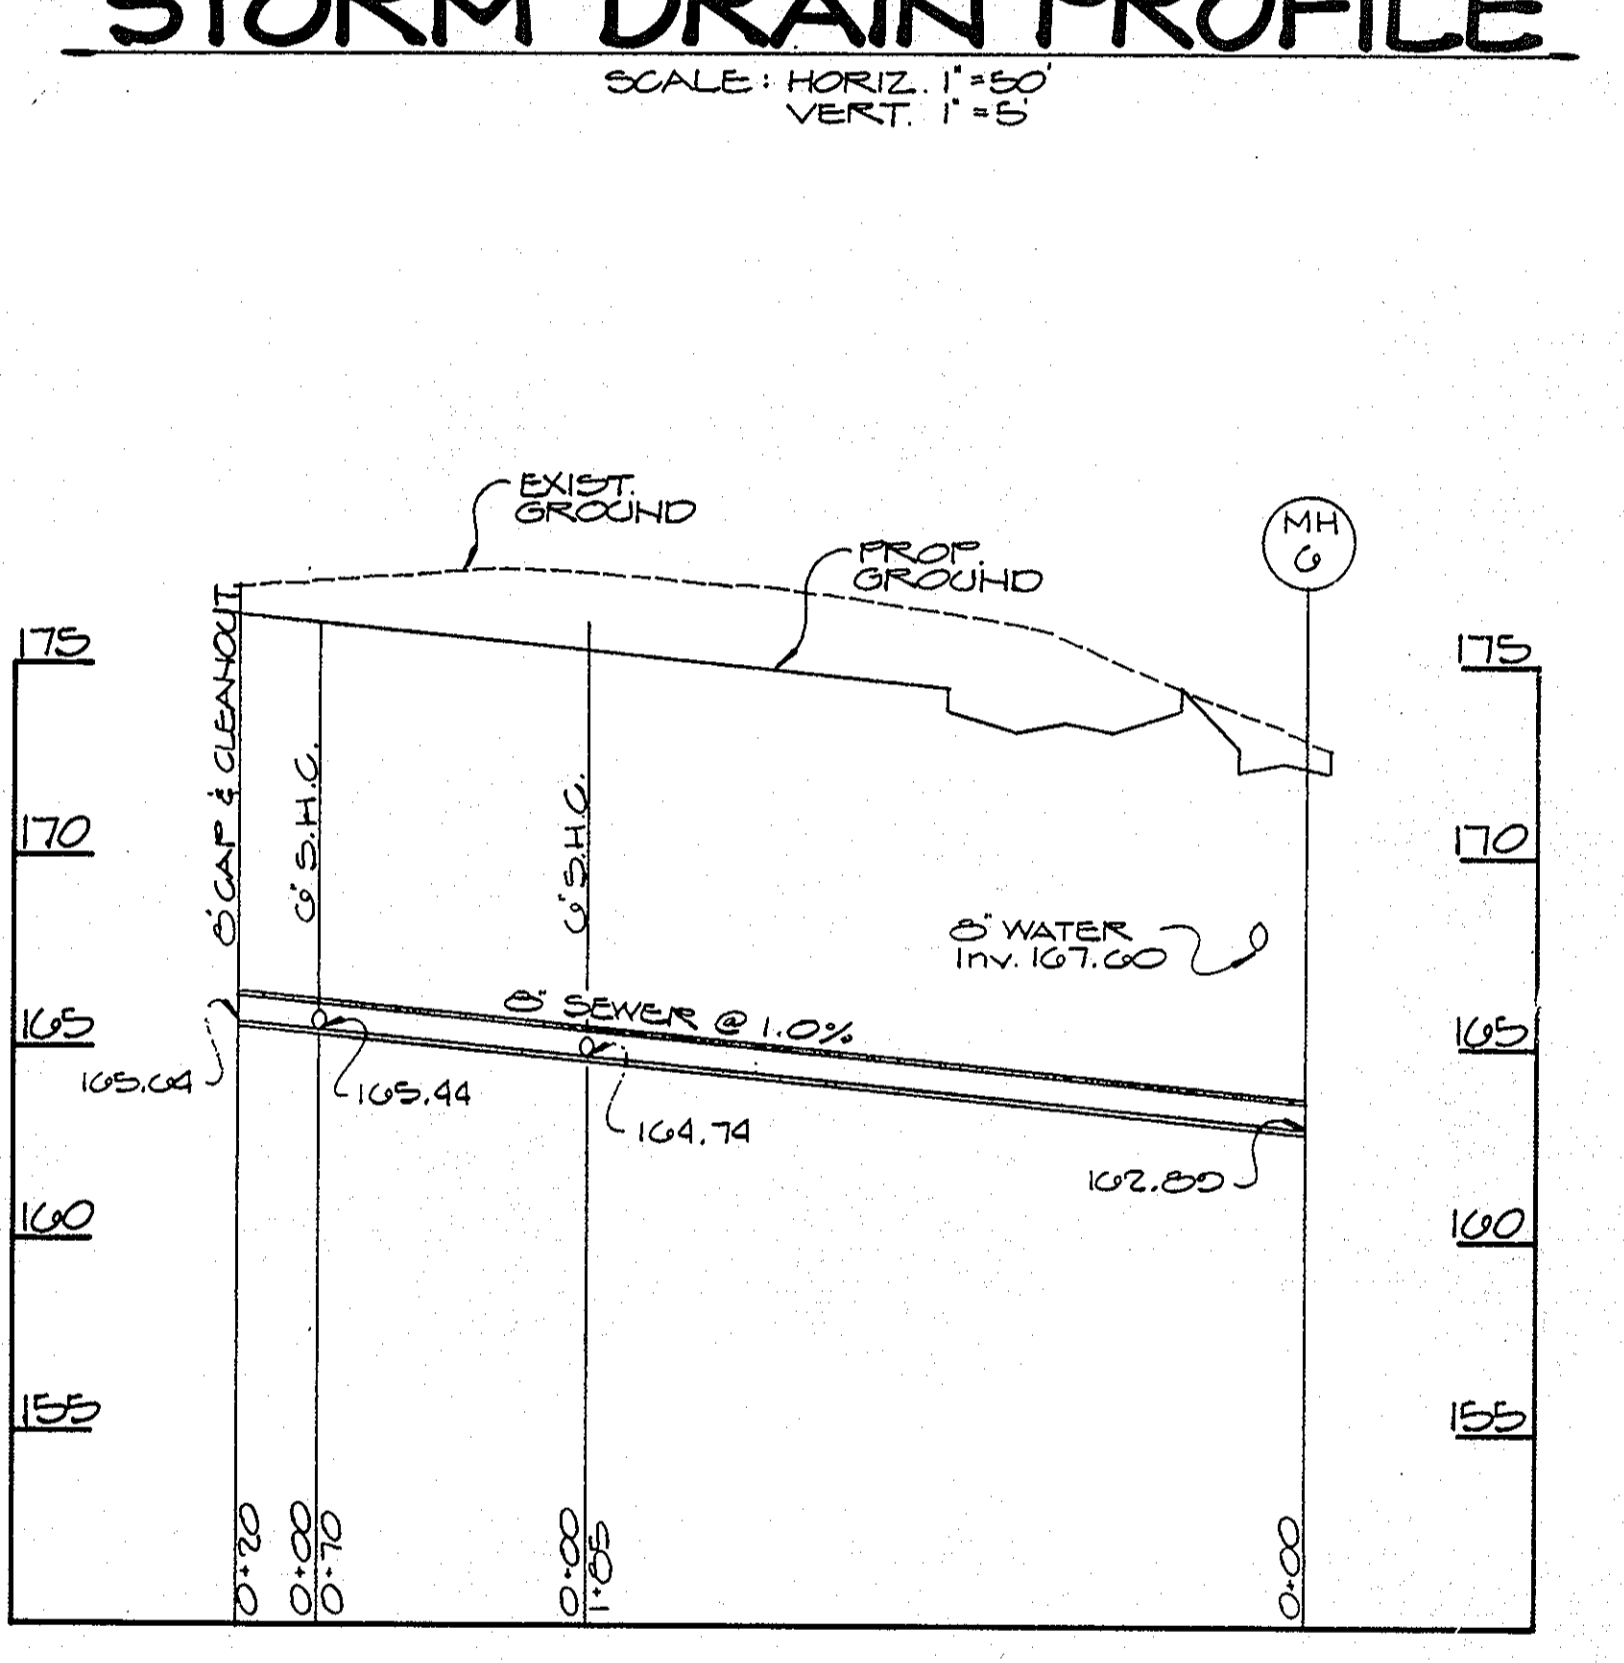 STORM DRAIN PROFILE
SCALE: HORIZ. 1"=50'
VERT. 1"=5'
EXIST.
GROUND
PROP.
GROUND
MH
6
175
175
8" CAP & CLEANOUT
6" S.H.C.
6" S.H.C.
170
170
8" WATER
Inv. 167.60
8" SEWER @ 1.0%
165
165
165.64
165.44
164.74
162.85
160
160
155
155
0+20
0+00
0+70
0+00
1+85
0+00